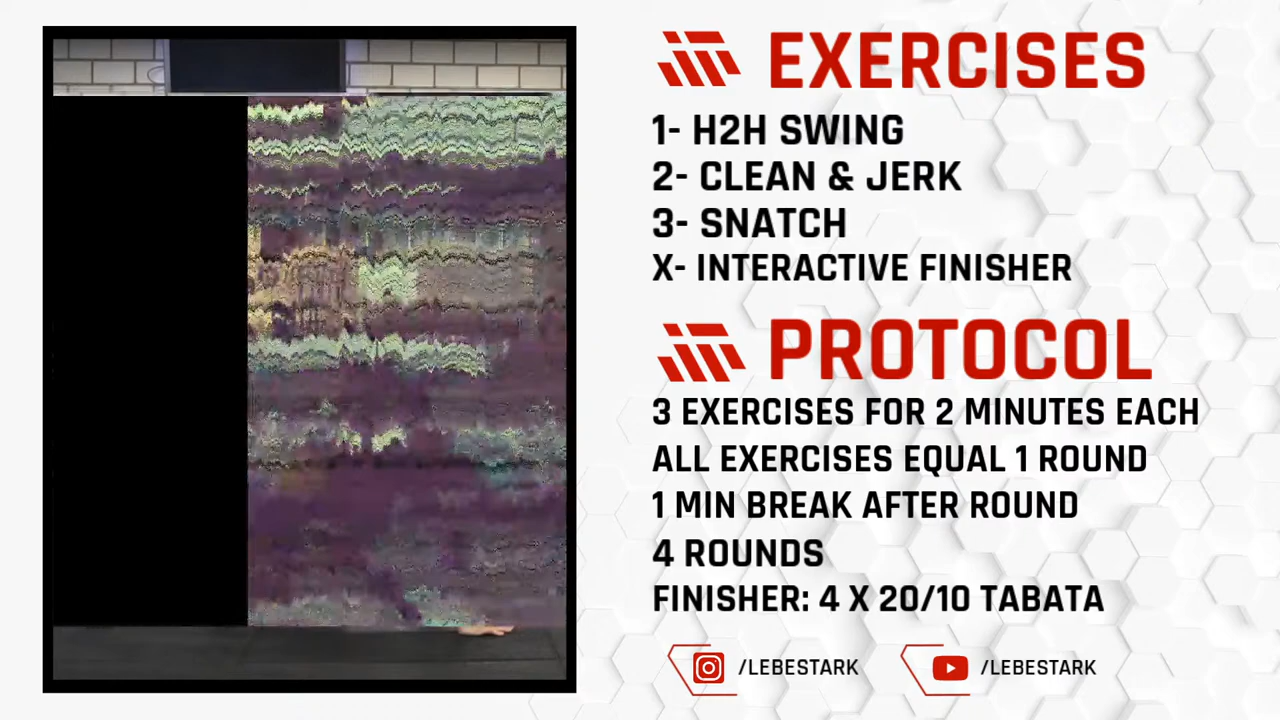 EXERCISES
1- H2H SWING
2- CLEAN & JERK
3- SNATCH
X- INTERACTIVE FINISHER
PROTOCOL
3 EXERCISES FOR 2 MINUTES EACH
ALL EXERCISES EQUAL 1 ROUND
1 MIN BREAK AFTER ROUND
4 ROUNDS
FINISHER: 4 X 20/10 TABATA
/LEBESTARK /LEBESTARK